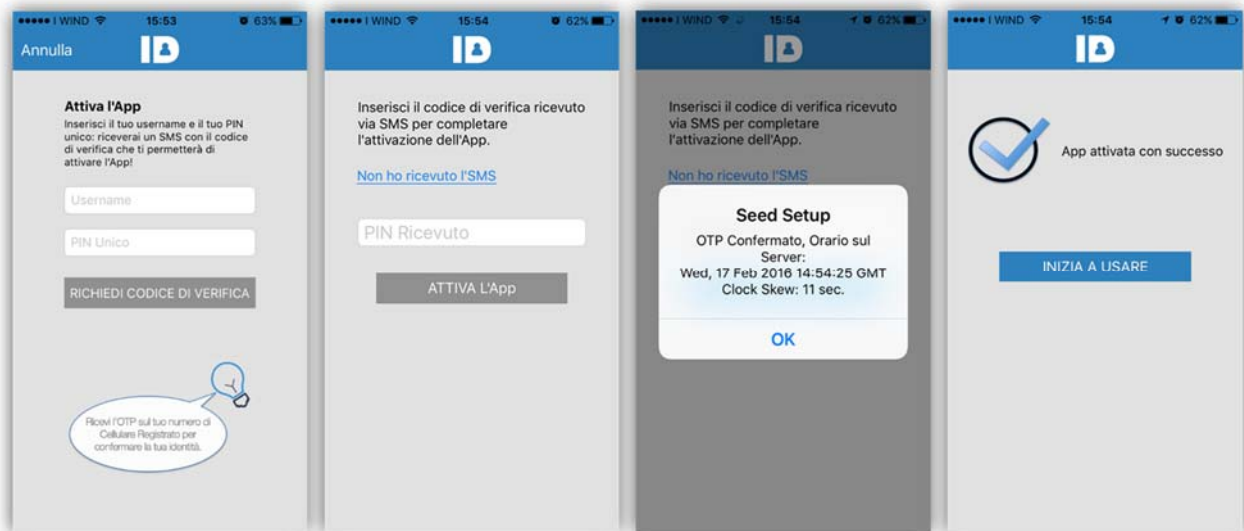 ●●●●● I WIND 15:53 63%
Annulla
ID
Attiva l'App
Inserisci il tuo username e il tuo PIN
unico: riceverai un SMS con il codice
di verifica che ti permetterà di
attivare l'App!
Username
PIN Unico
RICHIEDI CODICE DI VERIFICA
Ricevi l'OTP sul tuo numero di
Cellulare Registrato per
confermare la tua identità.
●●●●● I WIND 15:54 62%
ID
Inserisci il codice di verifica ricevuto
via SMS per completare
l'attivazione dell'App.
Non ho ricevuto l'SMS
PIN Ricevuto
ATTIVA L'App
●●●●● I WIND 15:54 62%
ID
Inserisci il codice di verifica ricevuto
via SMS per completare
l'attivazione dell'App.
Non ho ricevuto l'SMS
Seed Setup
OTP Confermato, Orario sul
Server:
Wed, 17 Feb 2016 14:54:25 GMT
Clock Skew: 11 sec.
OK
●●●●● I WIND 15:54 62%
ID
App attivata con successo
INIZIA A USARE